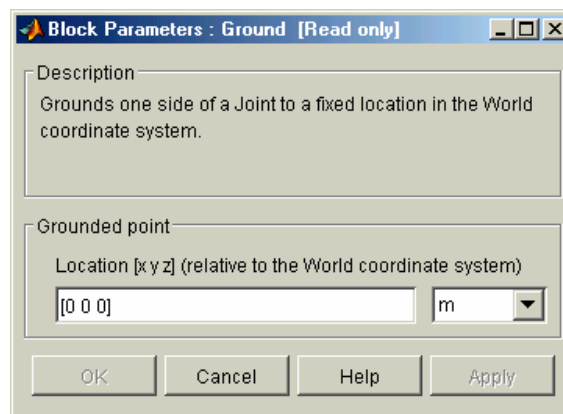 Block Parameters : Ground [Read only]
Description
Grounds one side of a Joint to a fixed location in the World
coordinate system.
Grounded point
Location [x y z] (relative to the World coordinate system)
[0 0 0]
m
OK
Cancel
Help
Apply